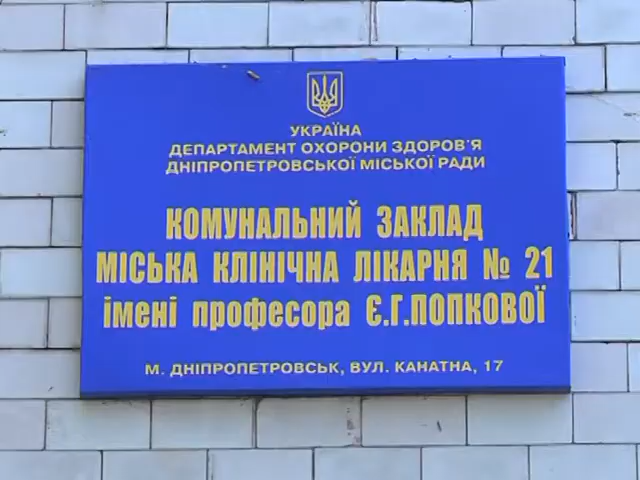 УКРАЇНА
ДЕПАРТАМЕНТ ОХОРОНИ ЗДОРОВ'Я
ДНІПРОПЕТРОВСЬКОЇ МІСЬКОЇ РАДИ
КОМУНАЛЬНИЙ ЗАКЛАД
МІСЬКА КЛІНІЧНА ЛІКАРНЯ № 21
імені професора Є.Г.ПОПКОВОЇ
М. ДНІПРОПЕТРОВСЬК, ВУЛ. КАНАТНА, 17